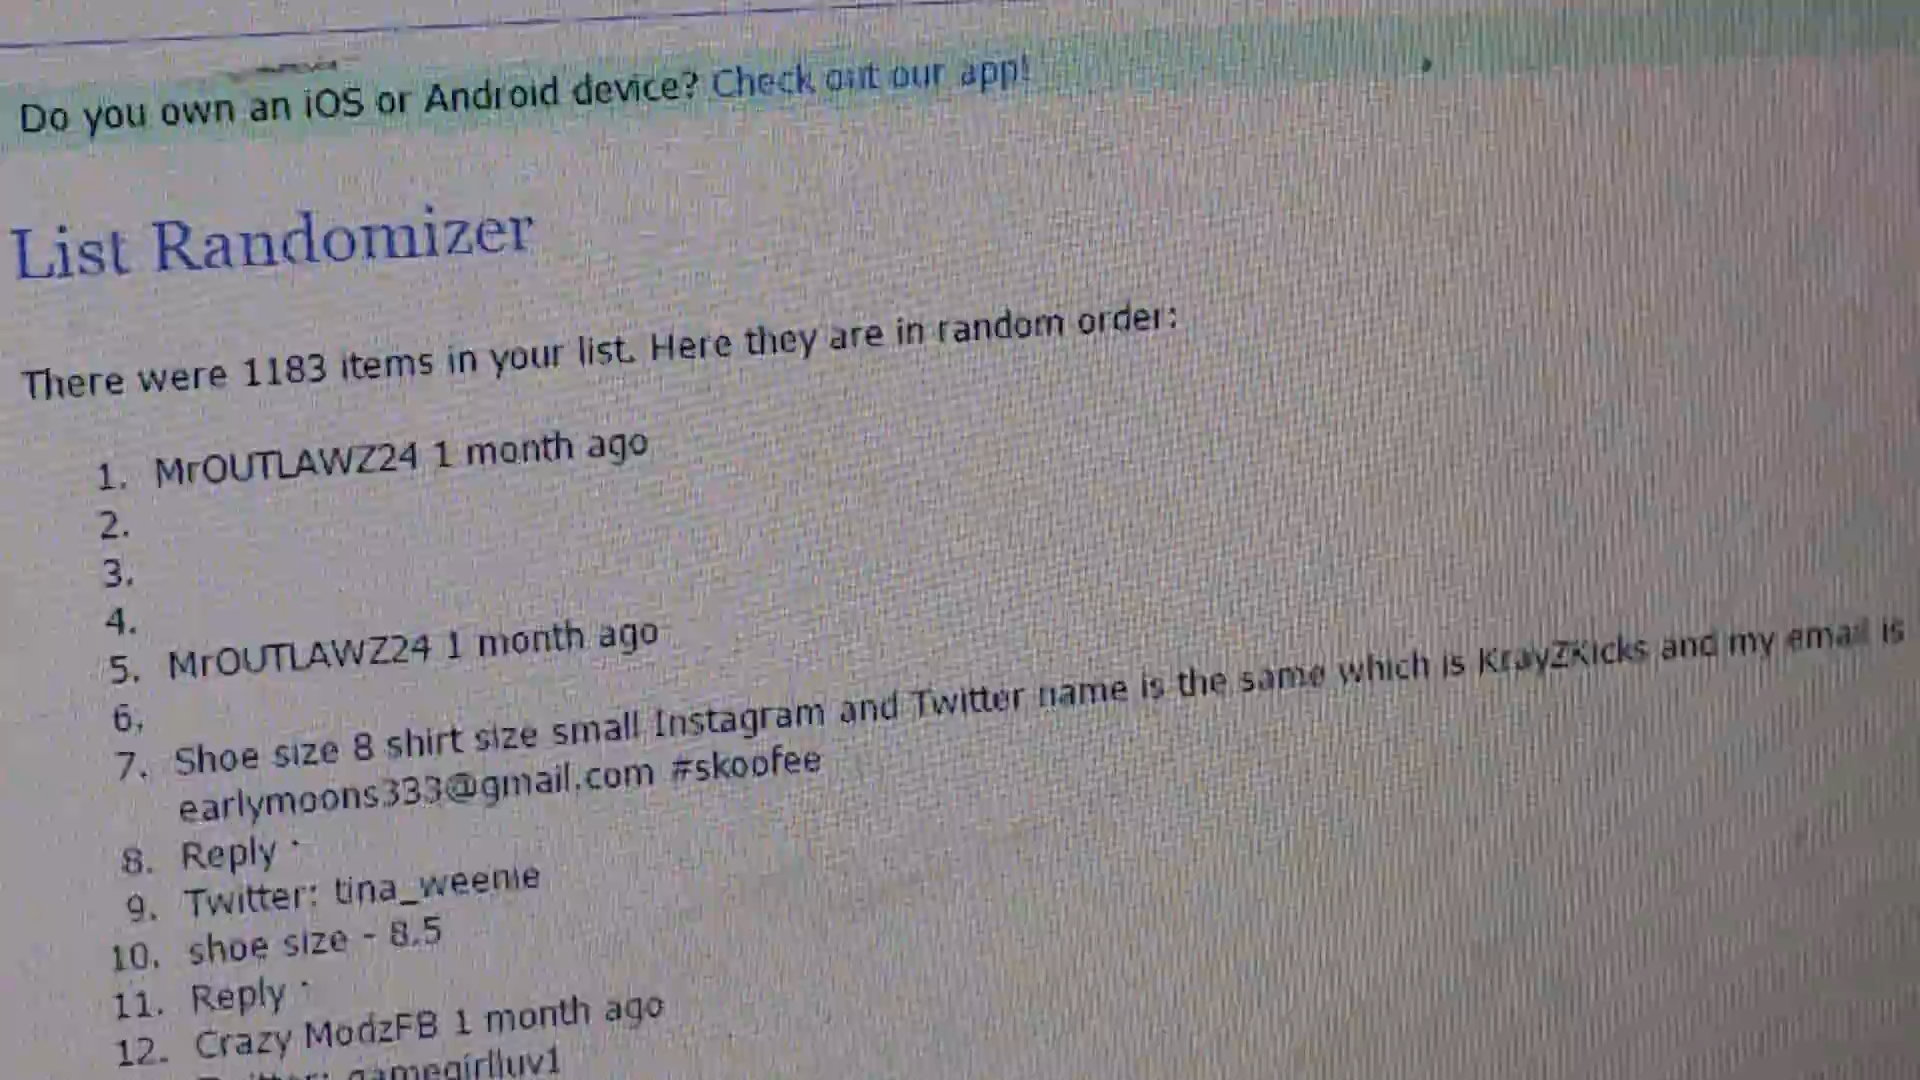 Do you own an iOS or Android device? Check out our app!
List Randomizer
There were 1183 items in your list. Here they are in random order:
1. MrOUTLAWZ24 1 month ago
2.
3.
4.
5. MrOUTLAWZ24 1 month ago
6.
7. Shoe size 8 shirt size small Instagram and Twitter name is the same which is KrayZKicks and my email is
earlymoons333@gmail.com #skoofee
8. Reply ·
9. Twitter: tina_weenie
10. shoe size - 8.5
11. Reply ·
12. Crazy ModzFB 1 month ago
Twitter: gamegirlluv1